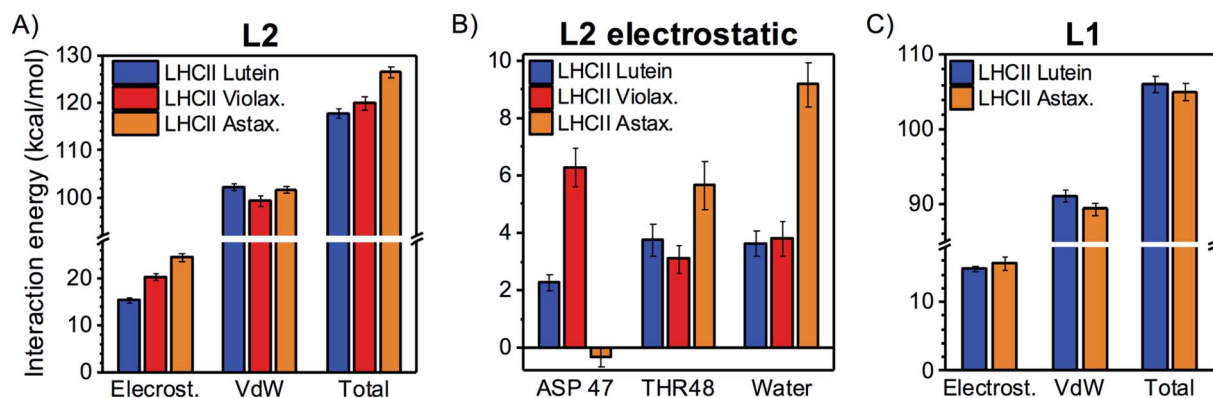 A) L2
Interaction energy (kcal/mol)
130
120
110
100
20
10
0
LHCII Lutein
LHCII Violax.
LHCII Astax.
Elecrost. VdW Total
B) L2 electrostatic
10
8
6
4
2
0
LHCII Lutein
LHCII Violax.
LHCII Astax.
ASP 47 THR48 Water
C) L1
110
100
90
10
0
LHCII Lutein
LHCII Astax.
Electrost. VdW Total